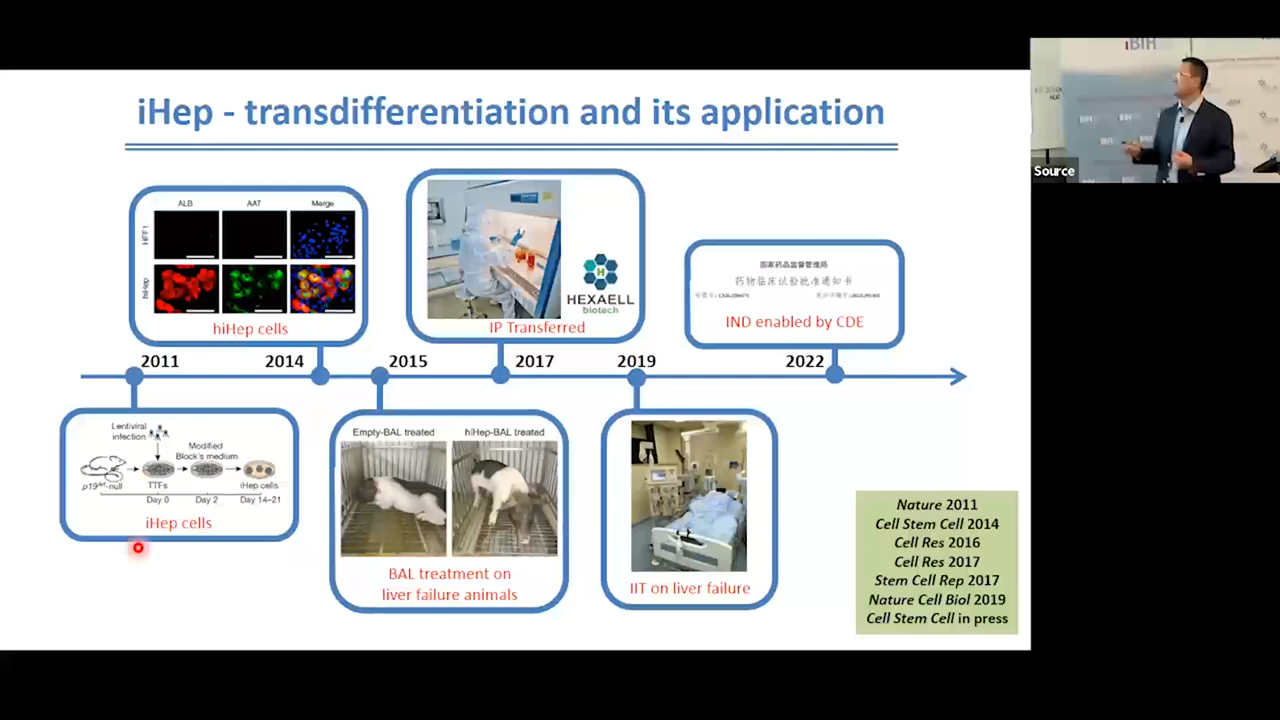 iHep - transdifferentiation and its application
ALB AAT Merge
HFF1
hiHep
hiHep cells
HEXAELL
biotech
IP Transferred
国家药品监督管理局
药物临床试验批准通知书
IND enabled by CDE
2011 2014 2015 2017 2019 2022
Lentiviral
infection
Modified
Block's medium
p19Arf-null TTFs iHep cells
Day 0 Day 2 Day 14–21
iHep cells
Empty-BAL treated hiHep-BAL treated
BAL treatment on
liver failure animals
IIT on liver failure
Nature 2011
Cell Stem Cell 2014
Cell Res 2016
Cell Res 2017
Stem Cell Rep 2017
Nature Cell Biol 2019
Cell Stem Cell in press
Source
BIH